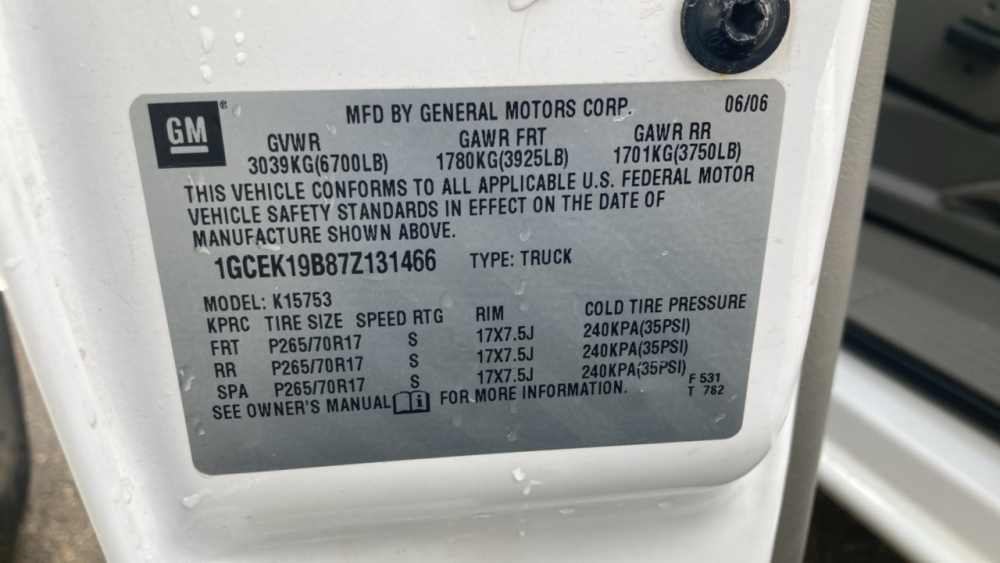 GM
MFD BY GENERAL MOTORS CORP. 06/06
GVWR GAWR FRT GAWR RR
3039KG(6700LB) 1780KG(3925LB) 1701KG(3750LB)
THIS VEHICLE CONFORMS TO ALL APPLICABLE U.S. FEDERAL MOTOR
VEHICLE SAFETY STANDARDS IN EFFECT ON THE DATE OF
MANUFACTURE SHOWN ABOVE.
1GCEK19B87Z131466 TYPE: TRUCK
MODEL: K15753
KPRC TIRE SIZE SPEED RTG RIM COLD TIRE PRESSURE
FRT P265/70R17 S 17X7.5J 240KPA(35PSI)
RR P265/70R17 S 17X7.5J 240KPA(35PSI)
SPA P265/70R17 S 17X7.5J 240KPA(35PSI)
SEE OWNER'S MANUAL FOR MORE INFORMATION.
F 531
T 782